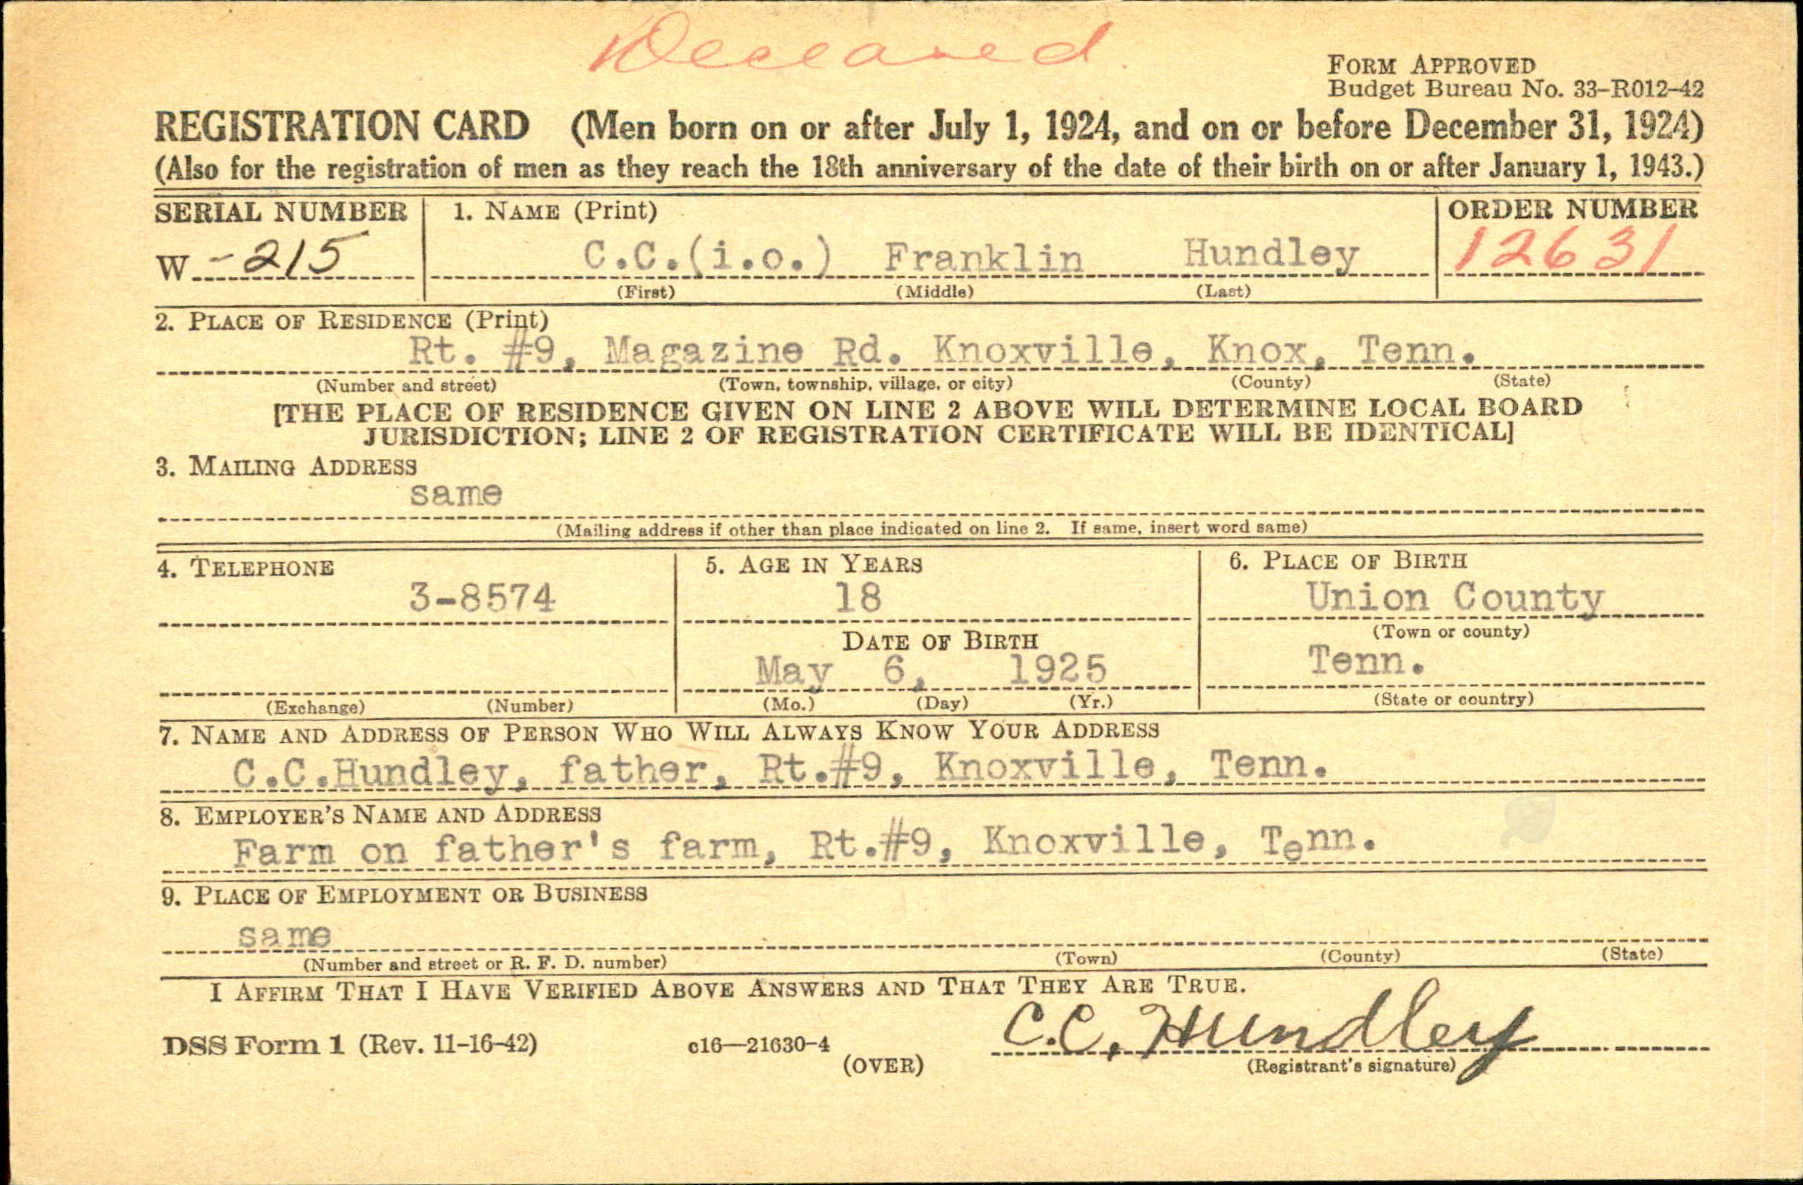 Deceased
FORM APPROVED
Budget Bureau No. 33-R012-42
REGISTRATION CARD (Men born on or after July 1, 1924, and on or before December 31, 1924)
(Also for the registration of men as they reach the 18th anniversary of the date of their birth on or after January 1, 1943.)
SERIAL NUMBER 1. NAME (Print) ORDER NUMBER
W -215 C.C.(i.o.) Franklin Hundley 12631
(First) (Middle) (Last)
2. PLACE OF RESIDENCE (Print)
Rt. #9, Magazine Rd. Knoxville, Knox, Tenn.
(Number and street) (Town, township, village, or city) (County) (State)
[THE PLACE OF RESIDENCE GIVEN ON LINE 2 ABOVE WILL DETERMINE LOCAL BOARD
JURISDICTION; LINE 2 OF REGISTRATION CERTIFICATE WILL BE IDENTICAL]
3. MAILING ADDRESS
same
(Mailing address if other than place indicated on line 2. If same, insert word same)
4. TELEPHONE 5. AGE IN YEARS 6. PLACE OF BIRTH
3-8574 18 Union County
DATE OF BIRTH (Town or county)
May 6, 1925 Tenn.
(Exchange) (Number) (Mo.) (Day) (Yr.) (State or country)
7. NAME AND ADDRESS OF PERSON WHO WILL ALWAYS KNOW YOUR ADDRESS
C.C.Hundley, father, Rt.#9, Knoxville, Tenn.
8. EMPLOYER'S NAME AND ADDRESS
Farm on father's farm, Rt.#9, Knoxville, Tenn.
9. PLACE OF EMPLOYMENT OR BUSINESS
same
(Number and street or R. F. D. number) (Town) (County) (State)
I AFFIRM THAT I HAVE VERIFIED ABOVE ANSWERS AND THAT THEY ARE TRUE.
DSS Form 1 (Rev. 11-16-42) c16—21630-4 C.C. Hundley
(OVER) (Registrant's signature)